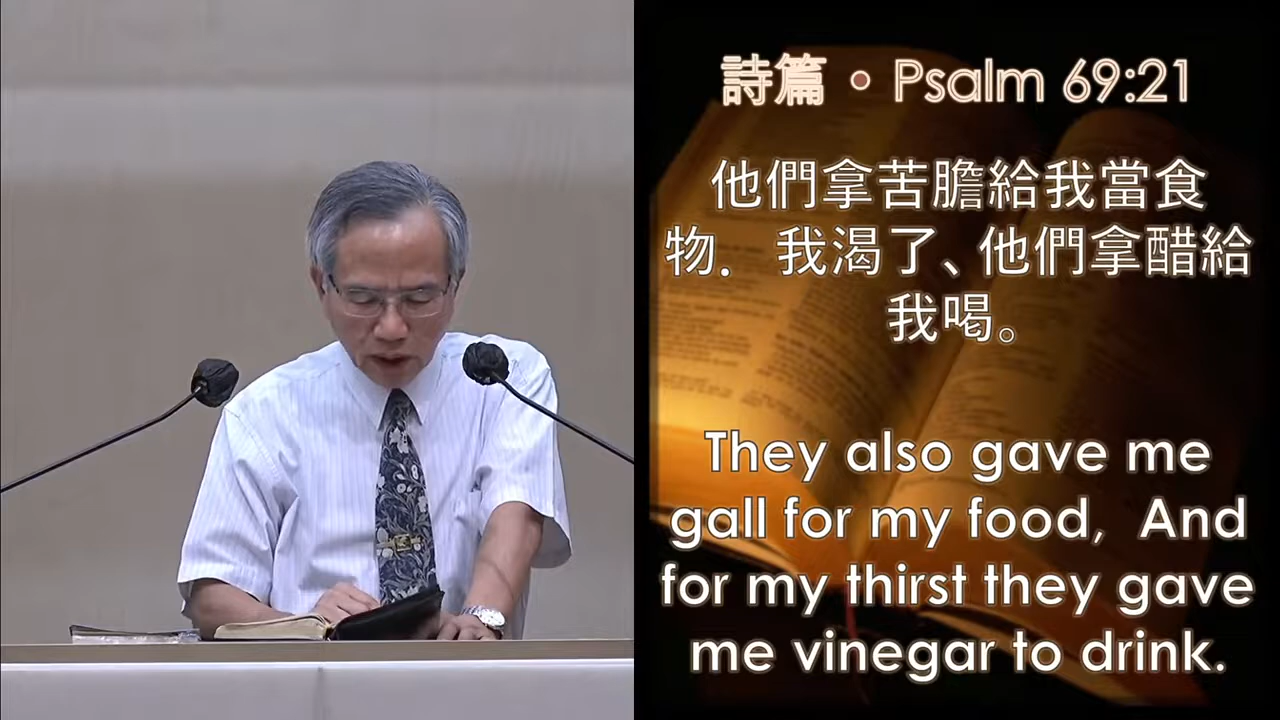 詩篇 • Psalm 69:21
他們拿苦膽給我當食
物． 我渴了、他們拿醋給
我喝。
They also gave me
gall for my food, And
for my thirst they gave
me vinegar to drink.